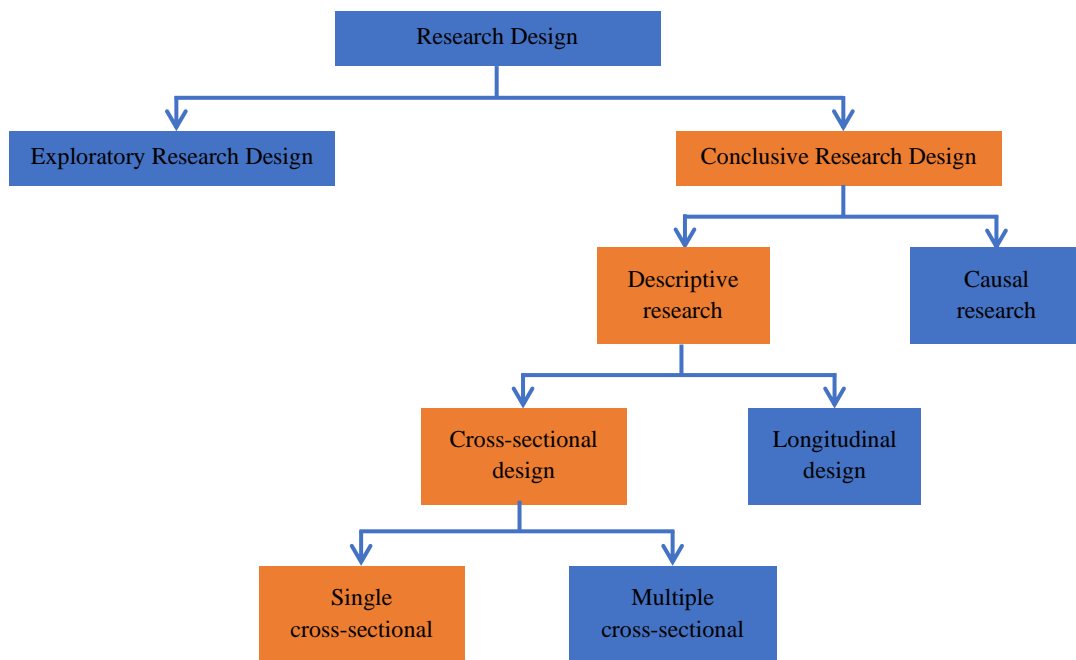 Research Design
Exploratory Research Design
Conclusive Research Design
Descriptive
research
Causal
research
Cross-sectional
design
Longitudinal
design
Single
cross-sectional
Multiple
cross-sectional